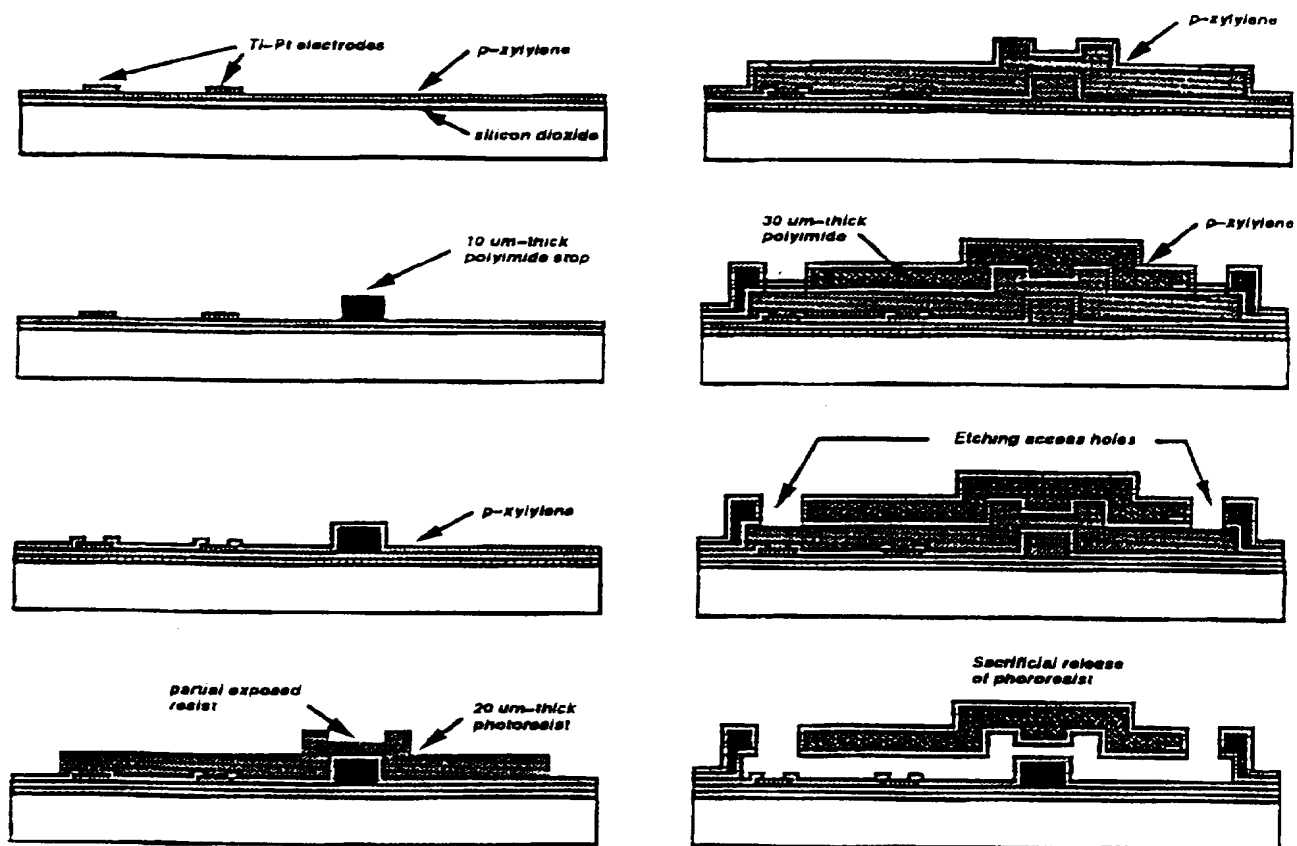 Ti-Pt electrodes
p-xylylene
silicon dioxide
10 um-thick
polyimide stop
p-xylylene
partial exposed
resist
20 um-thick
photoresist
p-xylylene
30 um-thick
polyimide
p-xylylene
Etching access holes
Sacrificial release
of phororesist